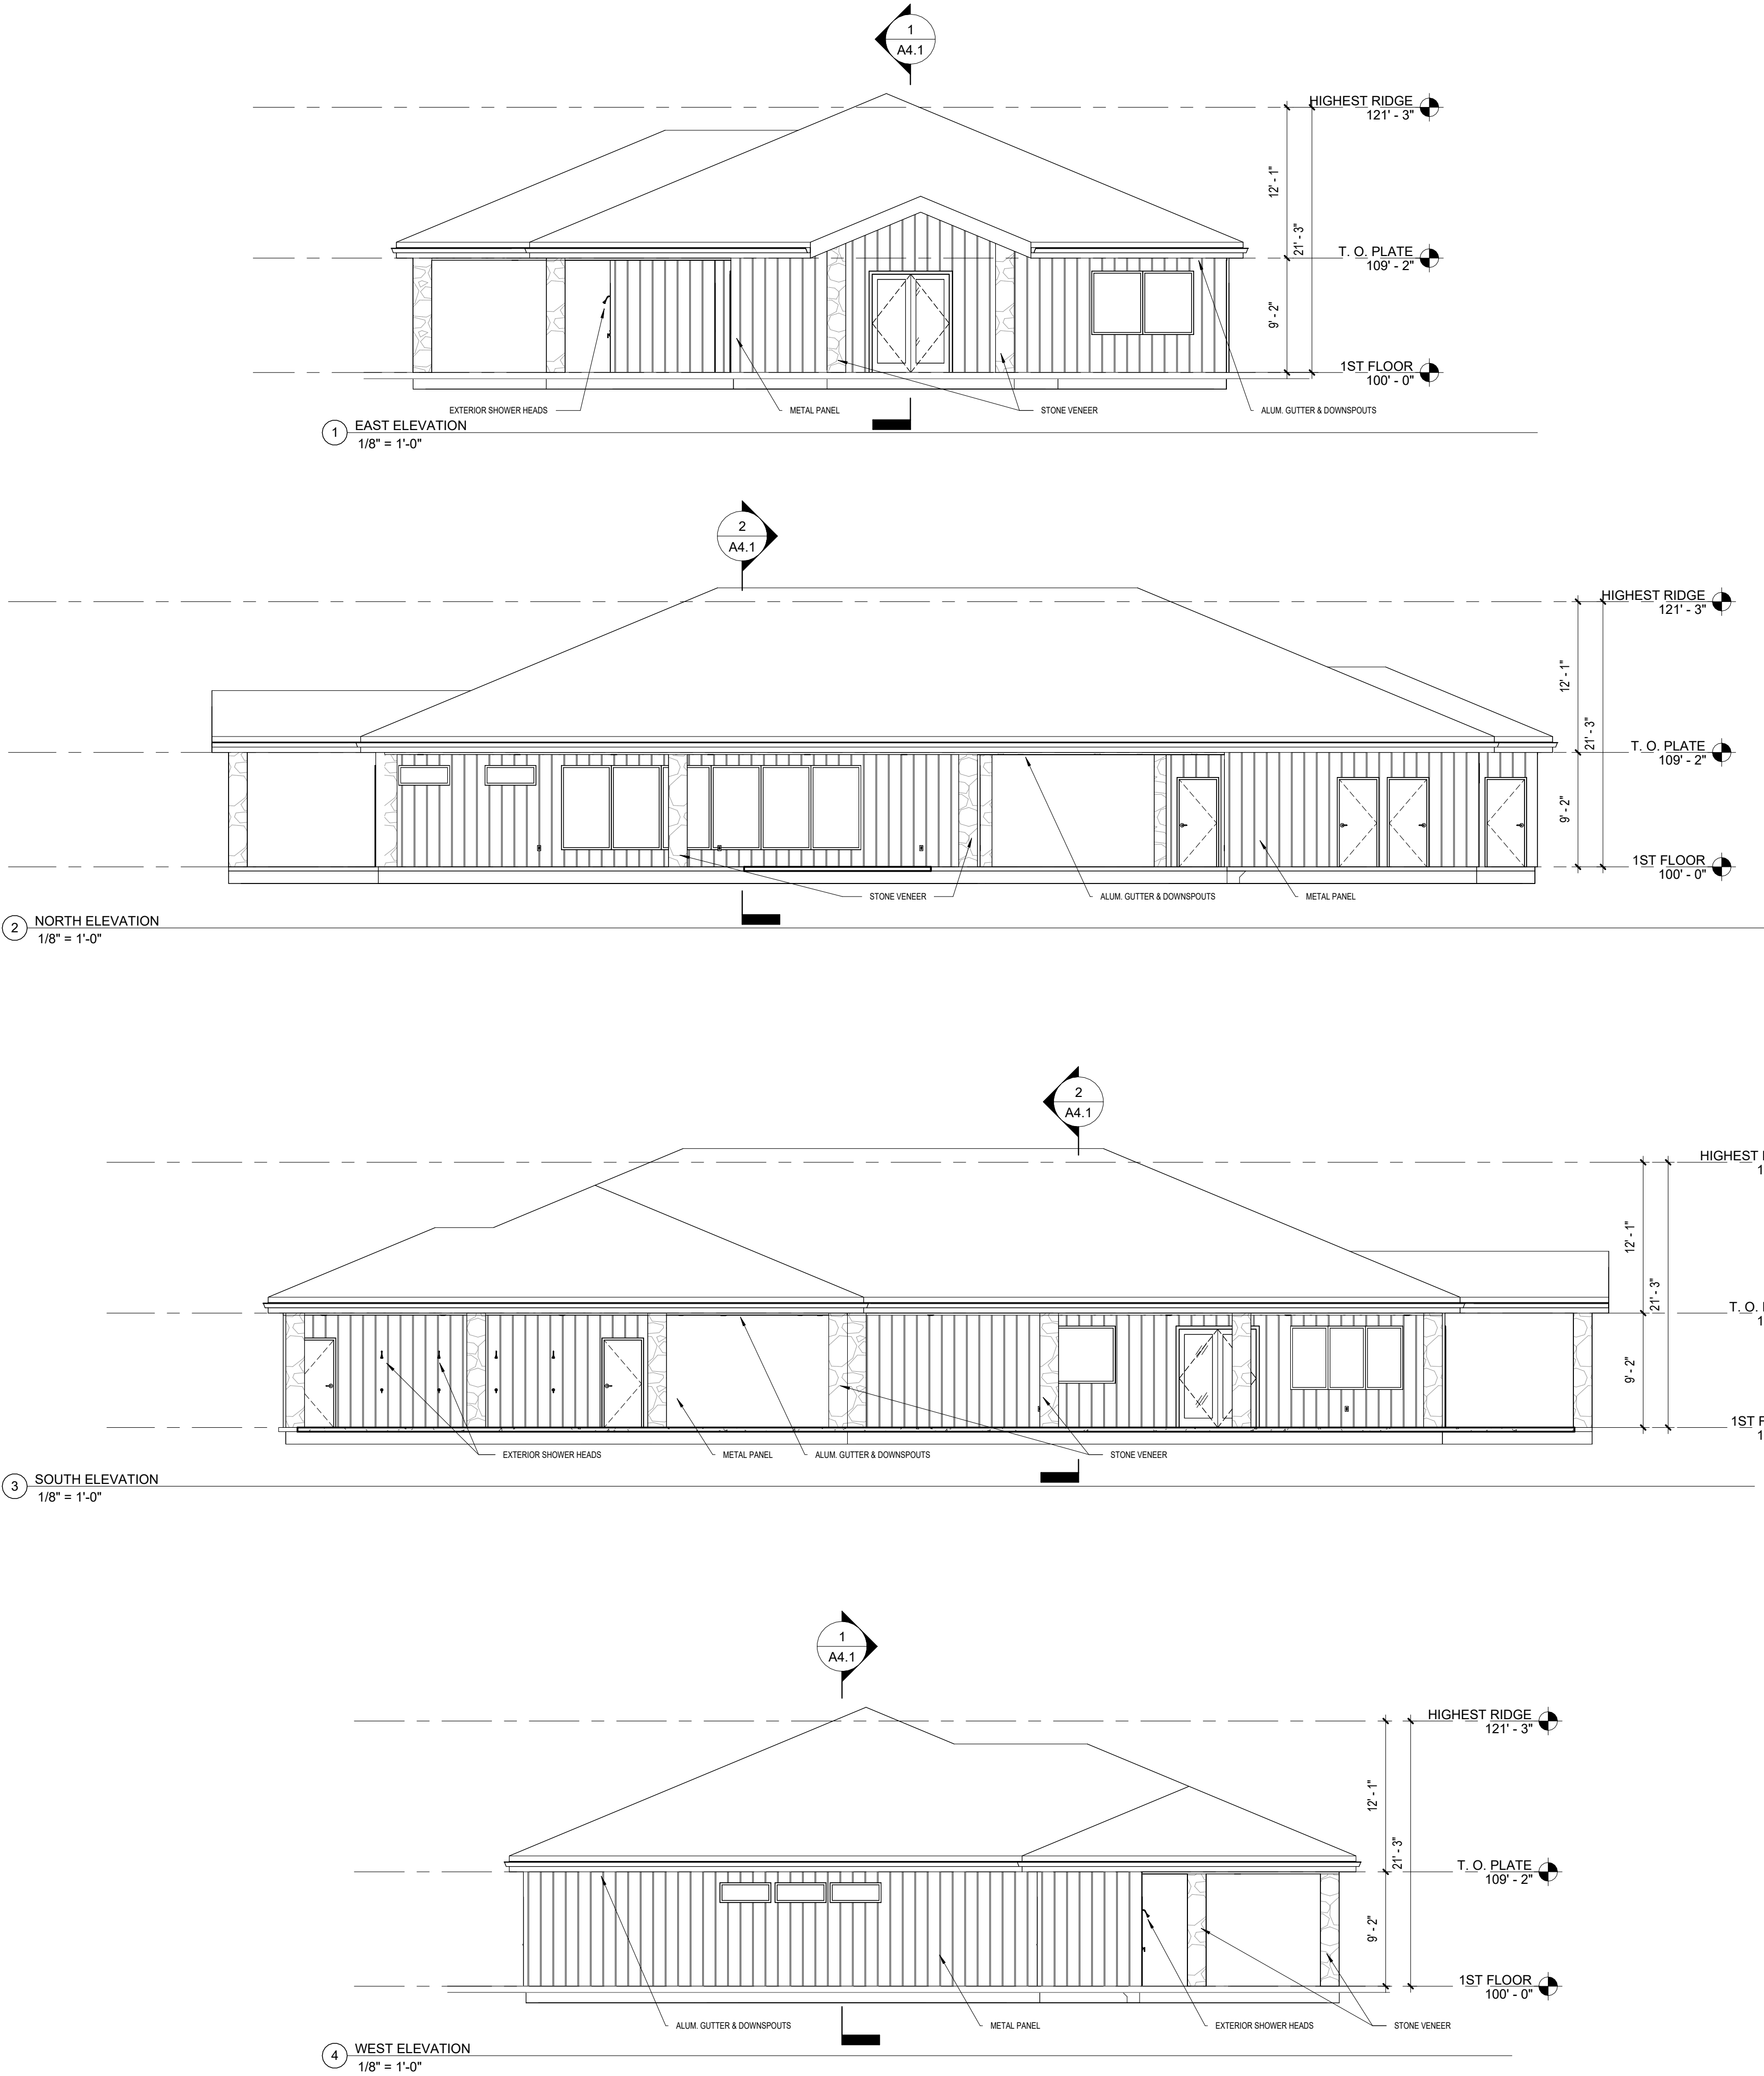 1
A4.1
HIGHEST RIDGE
121' - 3"
12' - 1"
21' - 3"
T. O. PLATE
109' - 2"
9' - 2"
1ST FLOOR
100' - 0"
EXTERIOR SHOWER HEADS
METAL PANEL
STONE VENEER
ALUM. GUTTER & DOWNSPOUTS
1
EAST ELEVATION
1/8" = 1'-0"
2
A4.1
HIGHEST RIDGE
121' - 3"
12' - 1"
21' - 3"
T. O. PLATE
109' - 2"
9' - 2"
1ST FLOOR
100' - 0"
STONE VENEER
ALUM. GUTTER & DOWNSPOUTS
METAL PANEL
2
NORTH ELEVATION
1/8" = 1'-0"
2
A4.1
HIGHEST
1
12' - 1"
21' - 3"
T. O.
1
9' - 2"
1ST F
1
EXTERIOR SHOWER HEADS
METAL PANEL
ALUM. GUTTER & DOWNSPOUTS
STONE VENEER
3
SOUTH ELEVATION
1/8" = 1'-0"
1
A4.1
HIGHEST RIDGE
121' - 3"
12' - 1"
21' - 3"
T. O. PLATE
109' - 2"
9' - 2"
1ST FLOOR
100' - 0"
ALUM. GUTTER & DOWNSPOUTS
METAL PANEL
EXTERIOR SHOWER HEADS
STONE VENEER
4
WEST ELEVATION
1/8" = 1'-0"